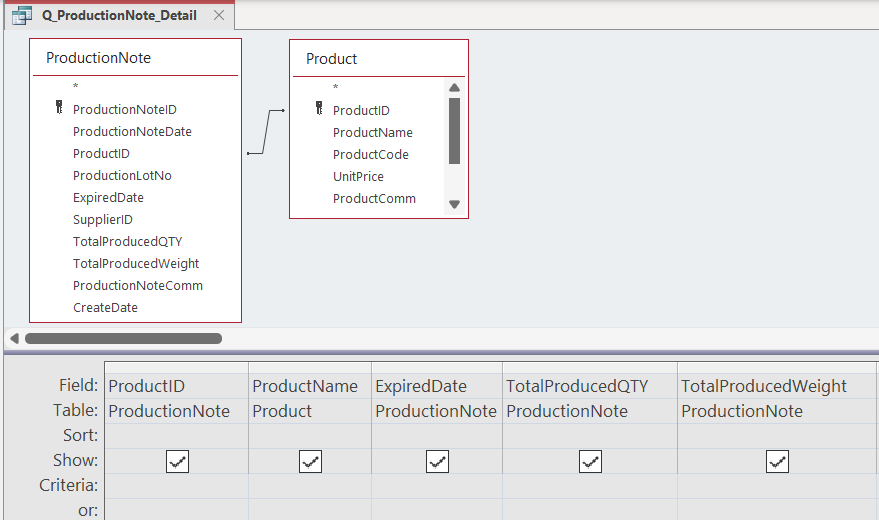 Q_ProductionNote_Detail
ProductionNote
*
ProductionNoteID
ProductionNoteDate
ProductID
ProductionLotNo
ExpiredDate
SupplierID
TotalProducedQTY
TotalProducedWeight
ProductionNoteComm
CreateDate
Product
*
ProductID
ProductName
ProductCode
UnitPrice
ProductComm
Field: ProductID ProductName ExpiredDate TotalProducedQTY TotalProducedWeight
Table: ProductionNote Product ProductionNote ProductionNote ProductionNote
Sort:
Show:
Criteria:
or: